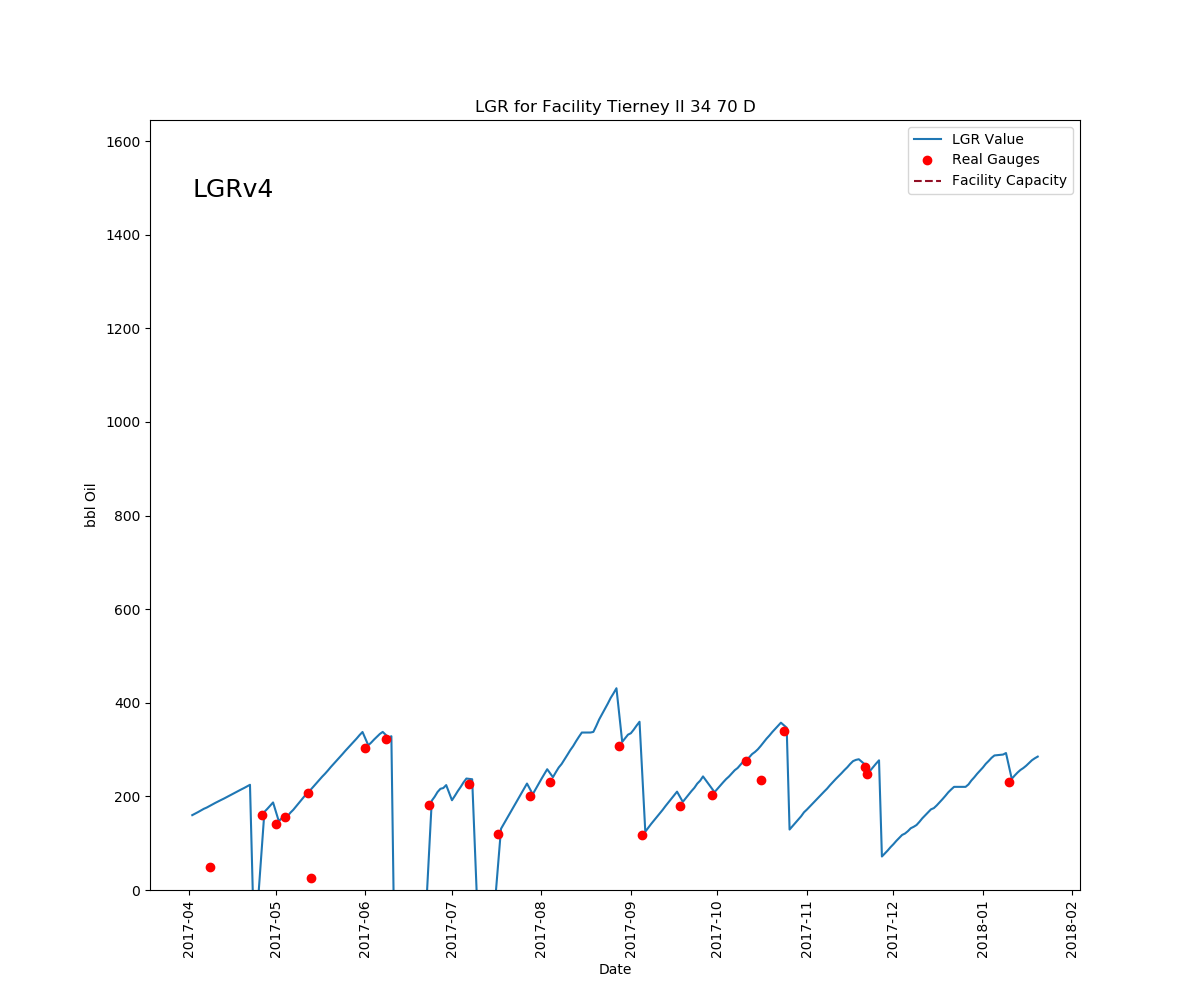 LGR for Facility Tierney II 34 70 D
LGRv4
LGR Value
Real Gauges
Facility Capacity
bbl Oil
1600
1400
1200
1000
800
600
400
200
0
2017-04
2017-05
2017-06
2017-07
2017-08
2017-09
2017-10
2017-11
2017-12
2018-01
2018-02
Date